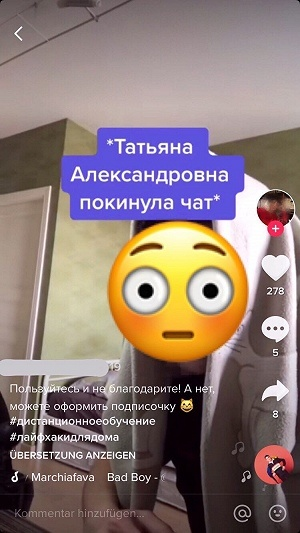 *Татьяна
Александровна
покинула чат*
278
5
8
Пользуйтесь и не благодарите! А нет,
можете оформить подписочку
#дистанционноеобучение
#лайфхакидлядома
ÜBERSETZUNG ANZEIGEN
Marchiafava Bad Boy -
Kommentar hinzufügen...